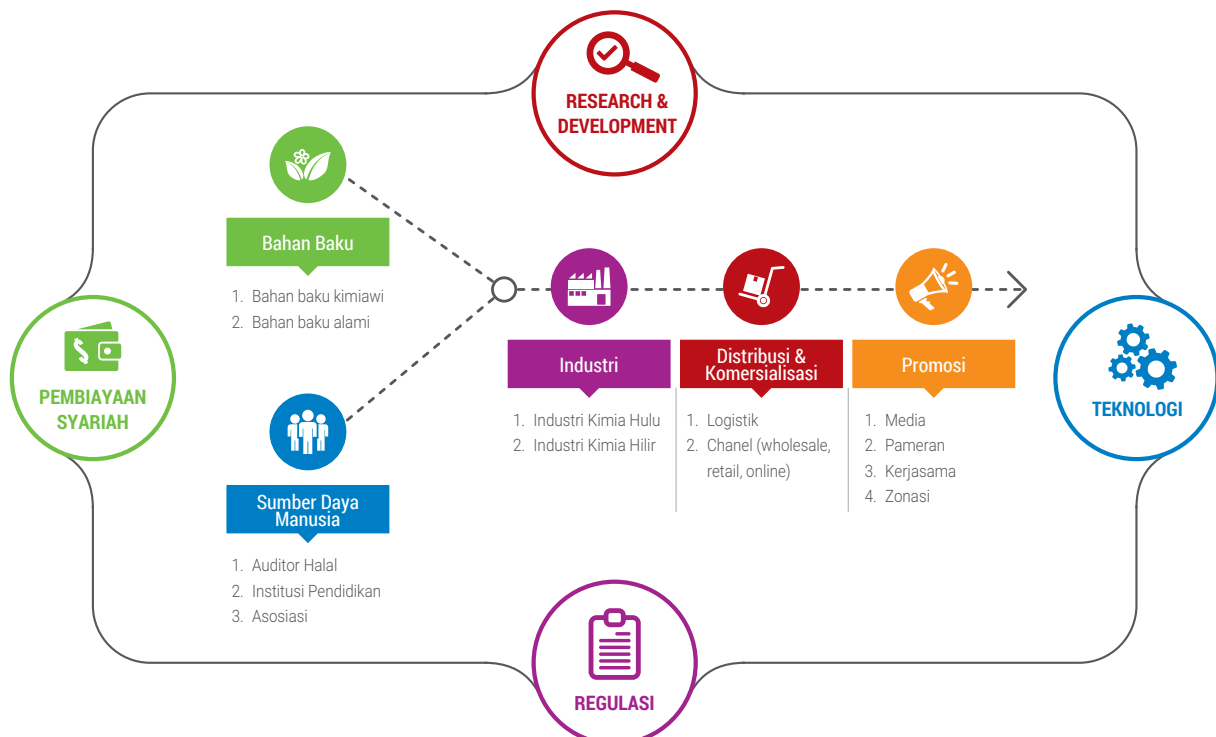 RESEARCH &
DEVELOPMENT
Bahan Baku
1. Bahan baku kimiawi
2. Bahan baku alami
PEMBIAYAAN
SYARIAH
Sumber Daya
Manusia
1. Auditor Halal
2. Institusi Pendidikan
3. Asosiasi
Industri
1. Industri Kimia Hulu
2. Industri Kimia Hilir
Distribusi &
Komersialisasi
1. Logistik
2. Chanel (wholesale,
retail, online)
Promosi
1. Media
2. Pameran
3. Kerjasama
4. Zonasi
TEKNOLOGI
REGULASI